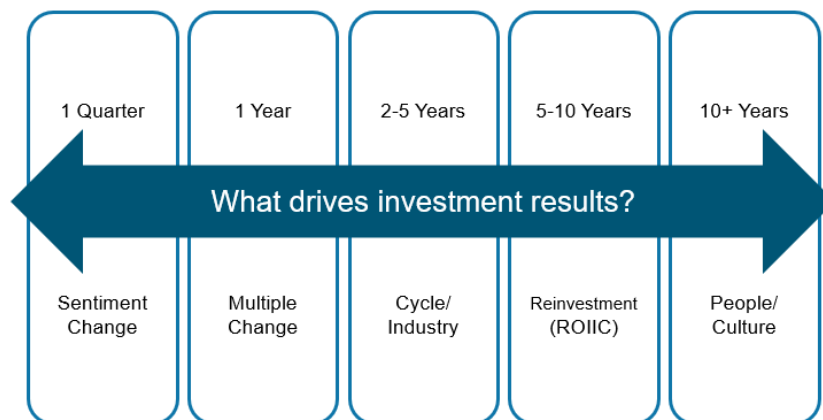 1 Quarter
1 Year
2-5 Years
5-10 Years
10+ Years
What drives investment results?
Sentiment
Change
Multiple
Change
Cycle/
Industry
Reinvestment
(ROIIC)
People/
Culture